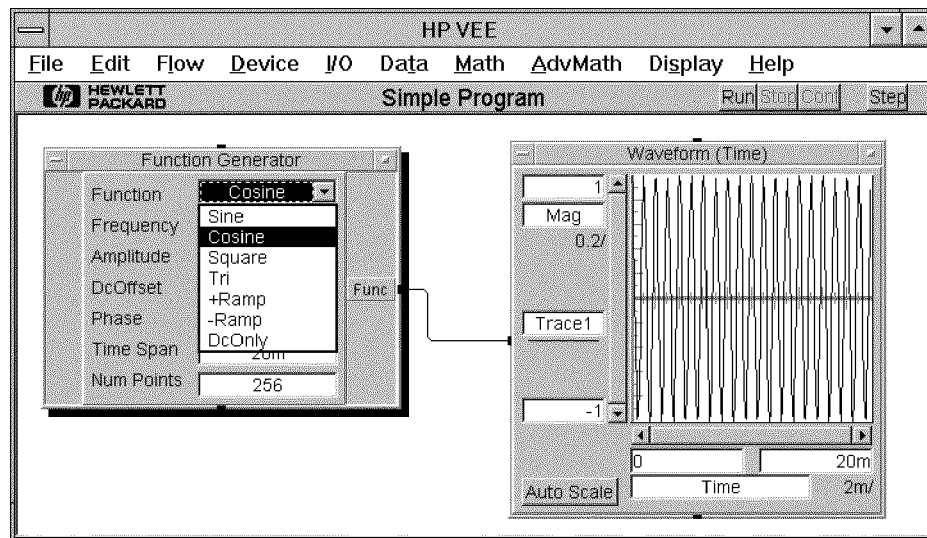 HP VEE
File Edit Flow Device I/O Data Math AdvMath Display Help
hp HEWLETT PACKARD
Simple Program
Run Stop Cont Step
Function Generator
Function Cosine
Frequency
Amplitude
DcOffset
Phase
Time Span 20m
Num Points 256
Sine
Cosine
Square
Tri
+Ramp
-Ramp
DcOnly
Func
Waveform (Time)
1
Mag
0.2/
Trace1
-1
0 20m
Auto Scale Time 2m/